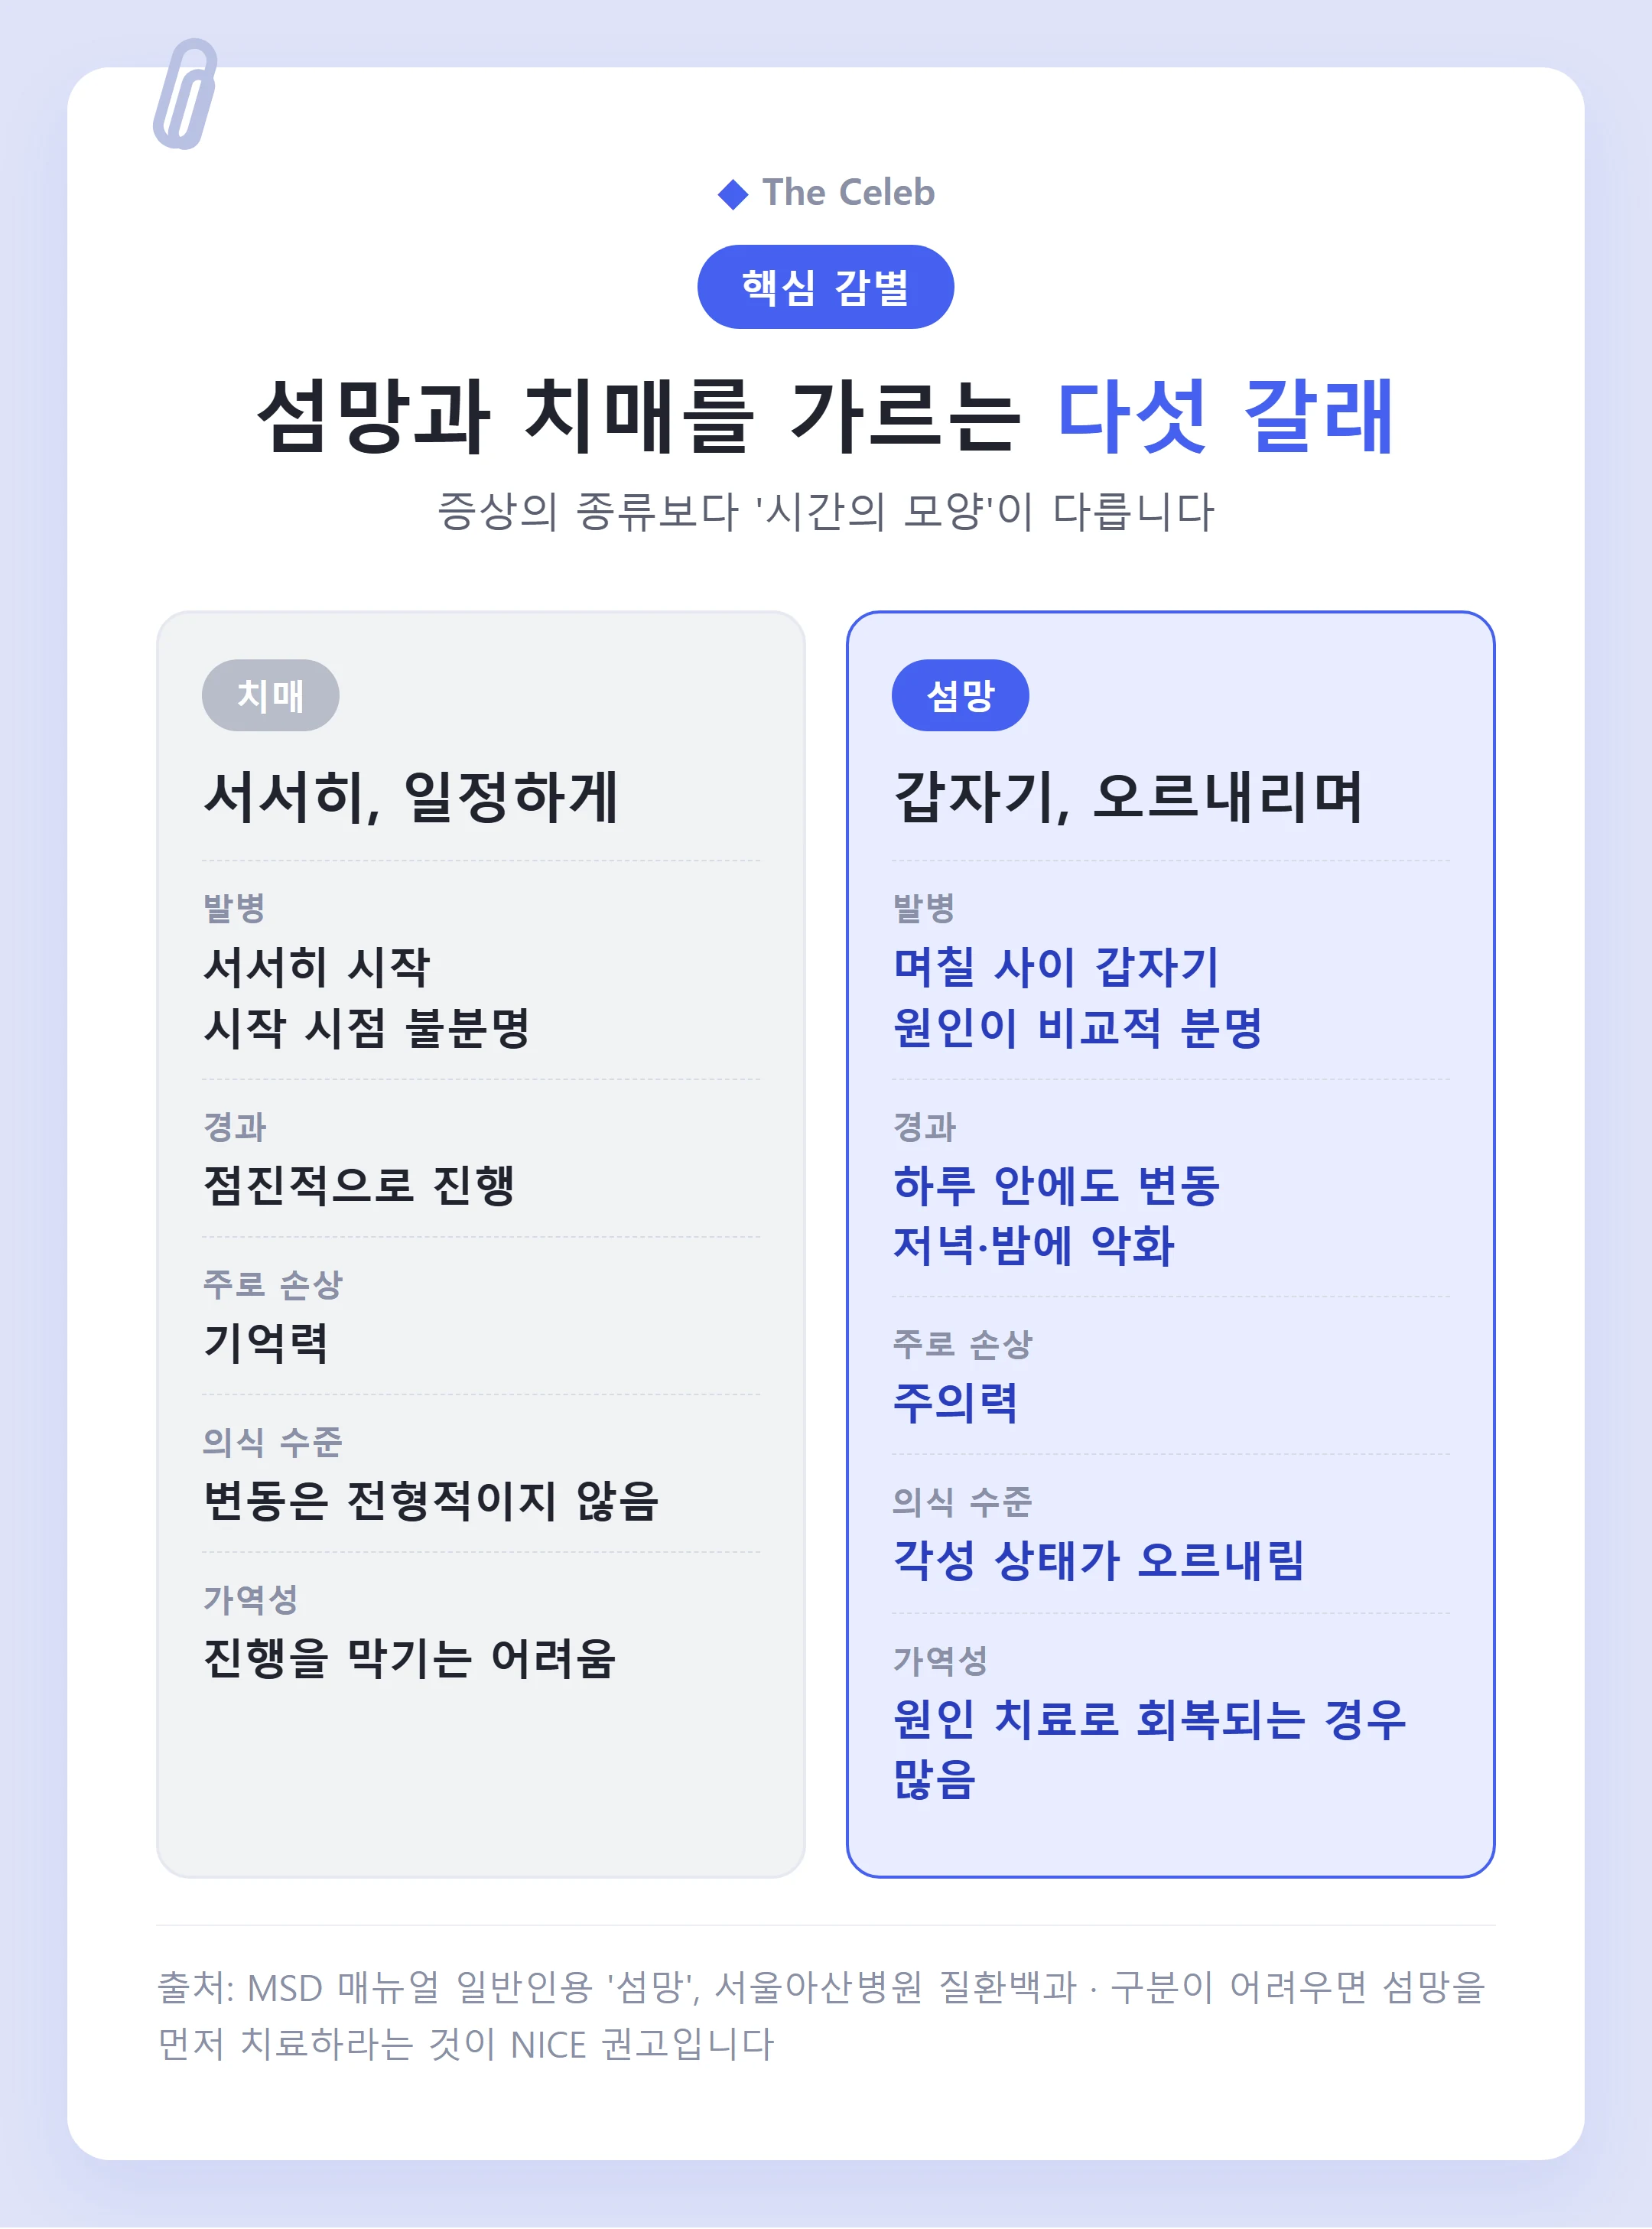 The Celeb
핵심 감별
섬망과 치매를 가르는 다섯 갈래
증상의 종류보다 '시간의 모양'이 다릅니다
치매
서서히, 일정하게
발병
서서히 시작
시작 시점 불분명
경과
점진적으로 진행
주로 손상
기억력
의식 수준
변동은 전형적이지 않음
가역성
진행을 막기는 어려움
섬망
갑자기, 오르내리며
발병
며칠 사이 갑자기
원인이 비교적 분명
경과
하루 안에도 변동
저녁·밤에 악화
주로 손상
주의력
의식 수준
각성 상태가 오르내림
가역성
원인 치료로 회복되는 경우
많음
출처: MSD 매뉴얼 일반인용 '섬망', 서울아산병원 질환백과 · 구분이 어려우면 섬망을
먼저 치료하라는 것이 NICE 권고입니다